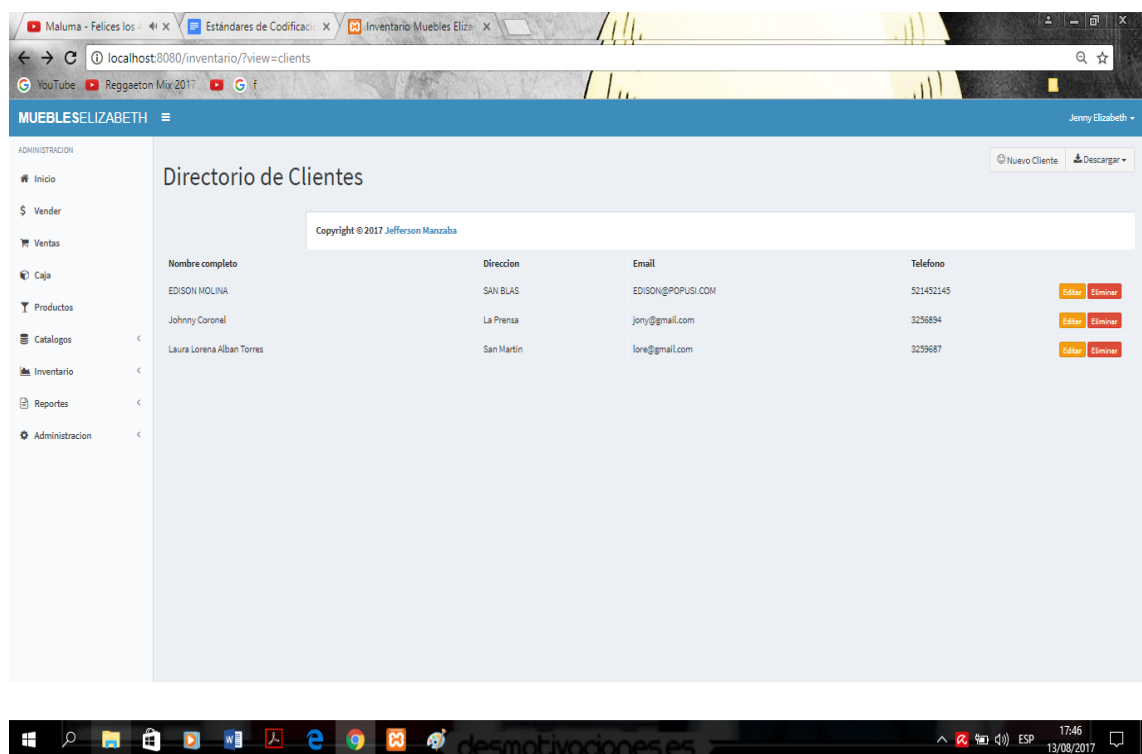 Maluma - Felices los 4
Estándares de Codificació
Inventario Muebles Eliza
localhost:8080/inventario/?view=clients
YouTube Reggaeton Mix 2017 f
MUEBLESELIZABETH
Jenny Elizabeth
ADMINISTRACION
Nuevo Cliente
Descargar
Inicio
Directorio de Clientes
$ Vender
Copyright © 2017 Jefferson Manzaba
Ventas
Nombre completo Direccion Email Telefono
Caja
EDISON MOLINA SAN BLAS EDISON@POPUSI.COM 521452145 Editar Eliminar
Productos
Johnny Coronel La Prensa jony@gmail.com 3256894 Editar Eliminar
Catalogos
Laura Lorena Alban Torres San Martin lore@gmail.com 3259687 Editar Eliminar
Inventario
Reportes
Administracion
desmotivaciones.es
ESP
17:46
13/08/2017